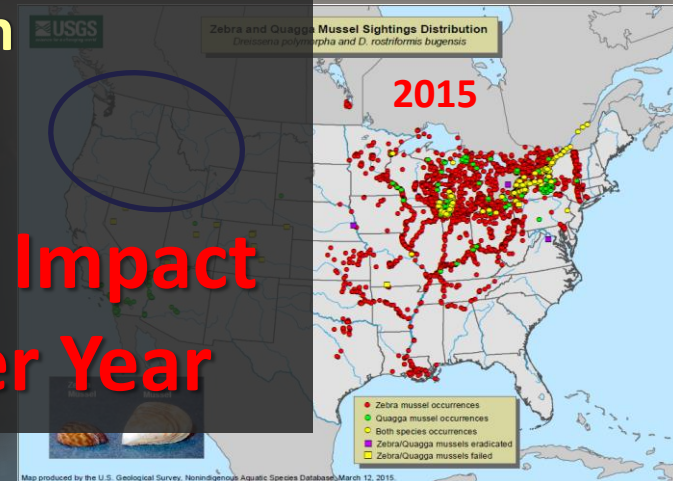 n
USGS
Zebra and Quagga Mussel Sightings Distribution
Dreissena polymorpha and D. rostriformis bugensis
2015
Impact
er Year
Mussel
Mussel
Zebra mussel occurrences
Quagga mussel occurrences
Both species occurrences
Zebra/Quagga mussels eradicated
Zebra/Quagga mussels failed
Map produced by the U.S. Geological Survey, Nonindigenous Aquatic Species Database, March 12, 2015.